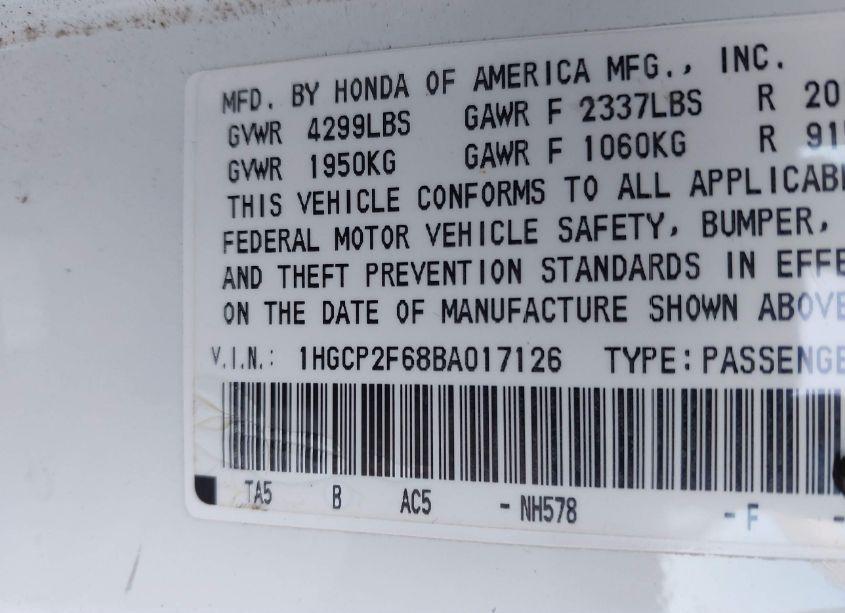 MFD. BY HONDA OF AMERICA MFG., INC.
GVWR 4299LBS GAWR F 2337LBS R 20
GVWR 1950KG GAWR F 1060KG R 91
THIS VEHICLE CONFORMS TO ALL APPLICAB
FEDERAL MOTOR VEHICLE SAFETY, BUMPER,
AND THEFT PREVENTION STANDARDS IN EFFE
ON THE DATE OF MANUFACTURE SHOWN ABOVE
V.I.N.: 1HGCP2F68BA017126 TYPE: PASSENGE
TA5 B AC5 - NH578 - F -